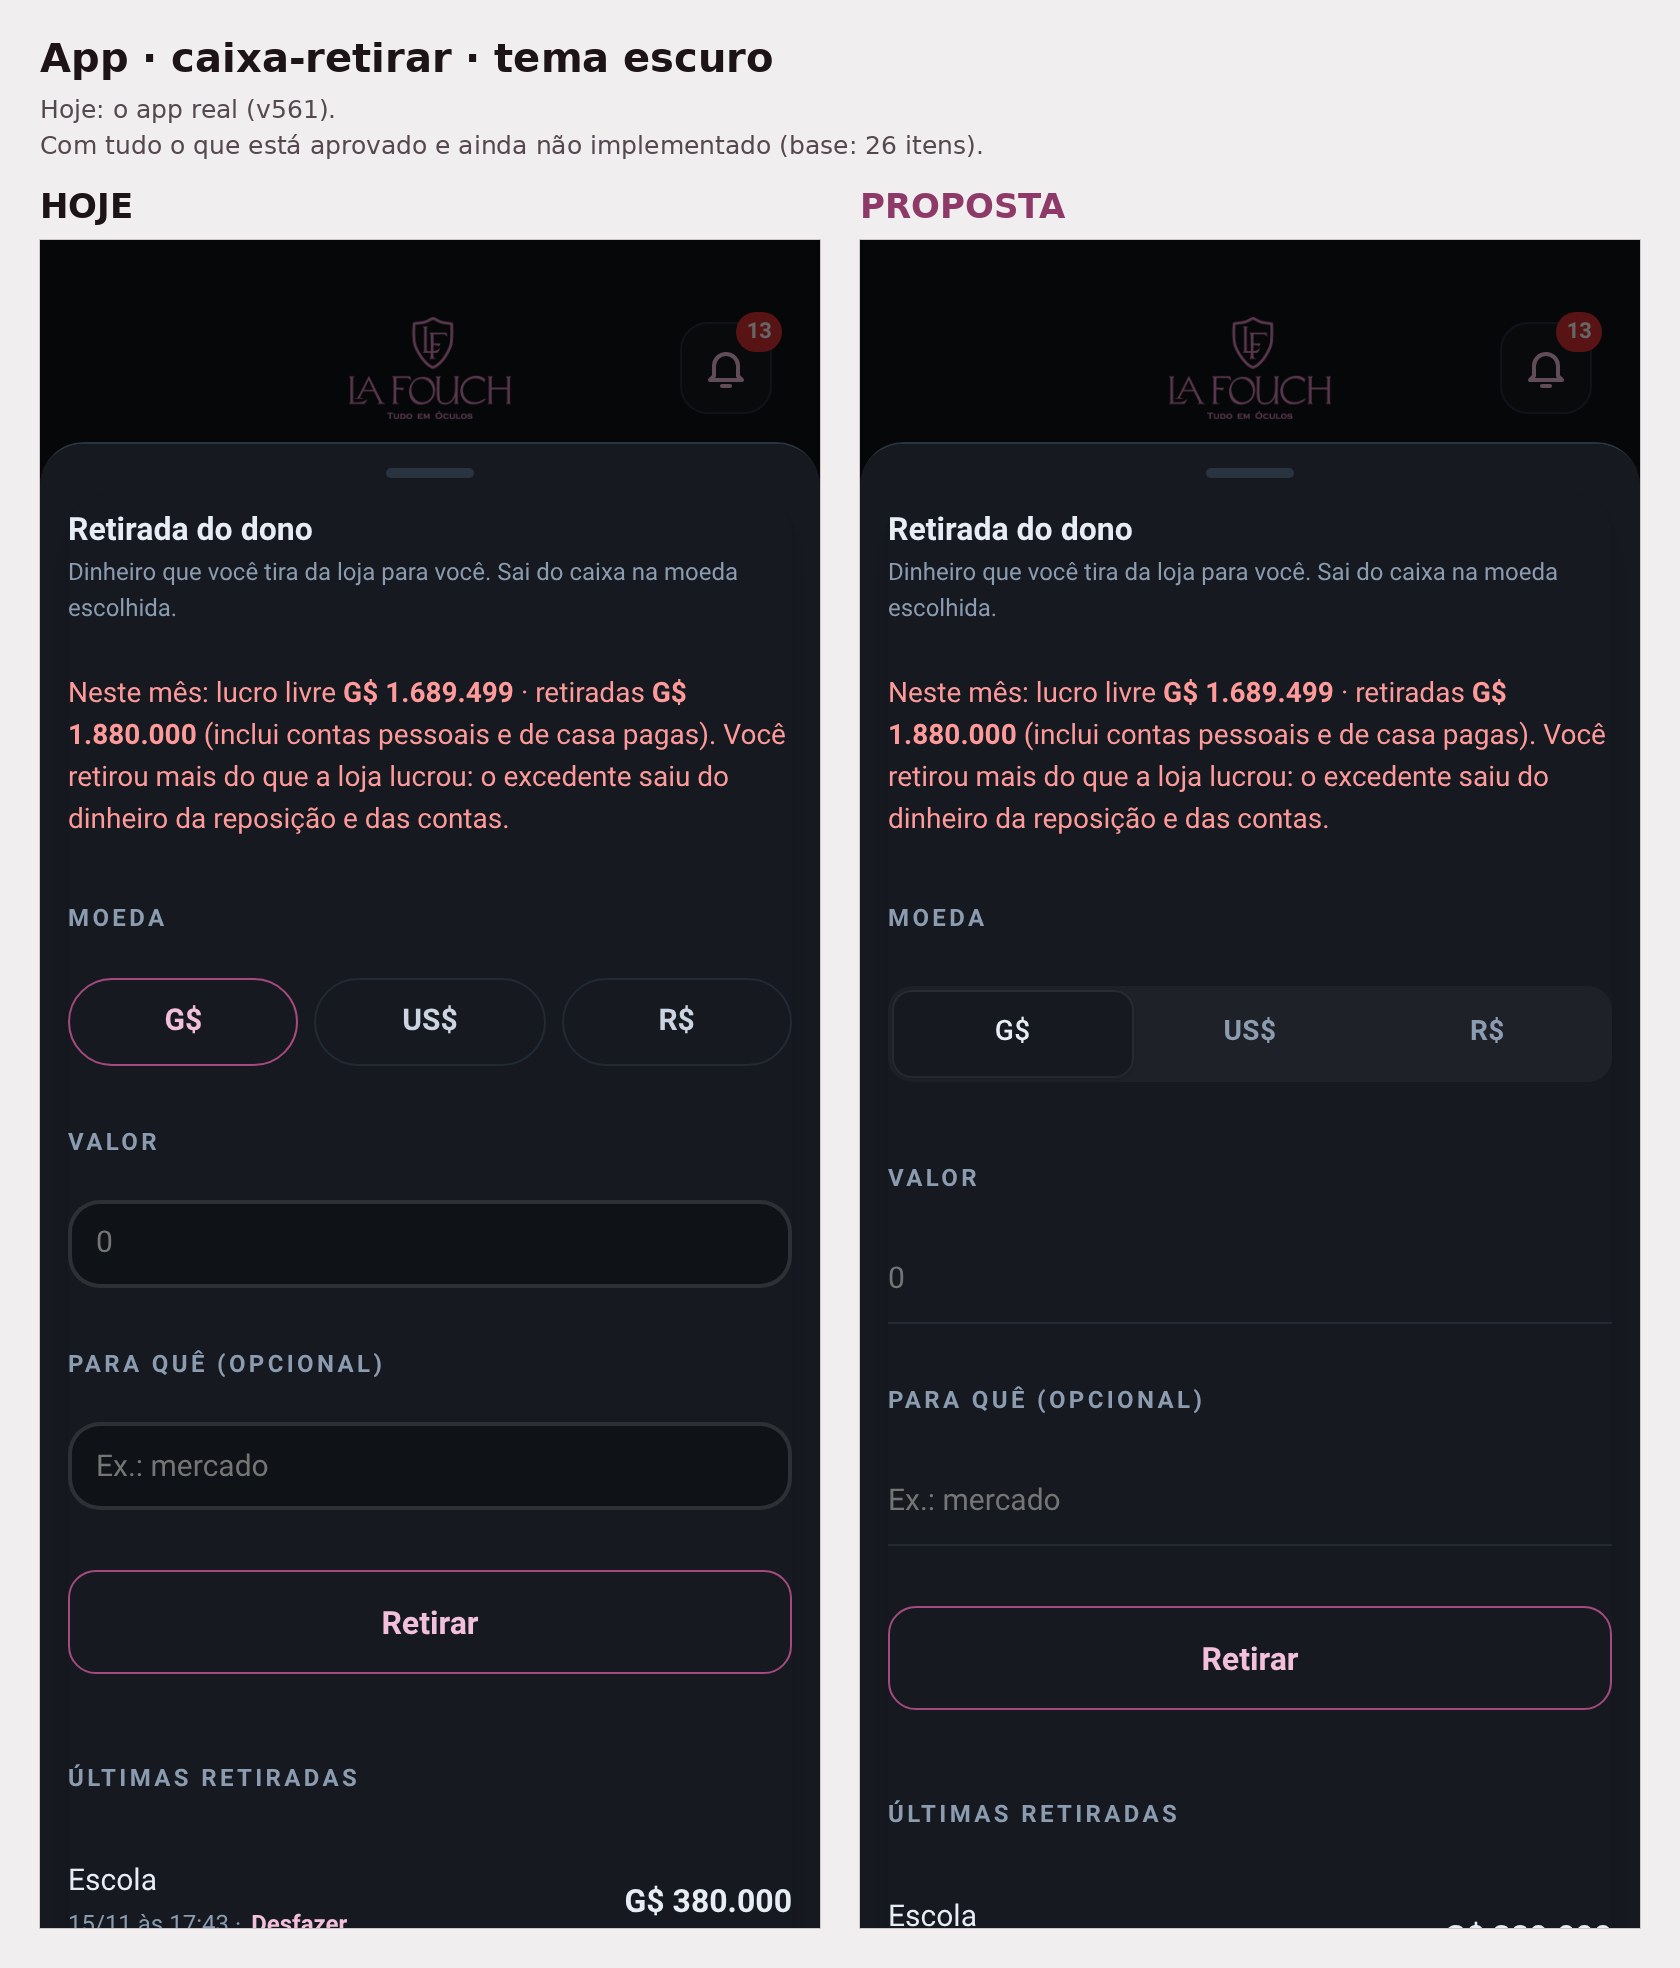 App · caixa-retirar · tema escuro
Hoje: o app real (v561).
Com tudo o que está aprovado e ainda não implementado (base: 26 itens).
HOJE
LF
LA FOUCH
TUDO EM ÓCULOS
13
Retirada do dono
Dinheiro que você tira da loja para você. Sai do caixa na moeda
escolhida.
Neste mês: lucro livre G$ 1.689.499 · retiradas G$
1.880.000 (inclui contas pessoais e de casa pagas). Você
retirou mais do que a loja lucrou: o excedente saiu do
dinheiro da reposição e das contas.
MOEDA
G$ US$ R$
VALOR
0
PARA QUÊ (OPCIONAL)
Ex.: mercado
Retirar
ÚLTIMAS RETIRADAS
Escola
G$ 380.000
15/11 às 17:43 · Desfazer
PROPOSTA
LF
LA FOUCH
TUDO EM ÓCULOS
13
Retirada do dono
Dinheiro que você tira da loja para você. Sai do caixa na moeda
escolhida.
Neste mês: lucro livre G$ 1.689.499 · retiradas G$
1.880.000 (inclui contas pessoais e de casa pagas). Você
retirou mais do que a loja lucrou: o excedente saiu do
dinheiro da reposição e das contas.
MOEDA
G$ US$ R$
VALOR
0
PARA QUÊ (OPCIONAL)
Ex.: mercado
Retirar
ÚLTIMAS RETIRADAS
Escola